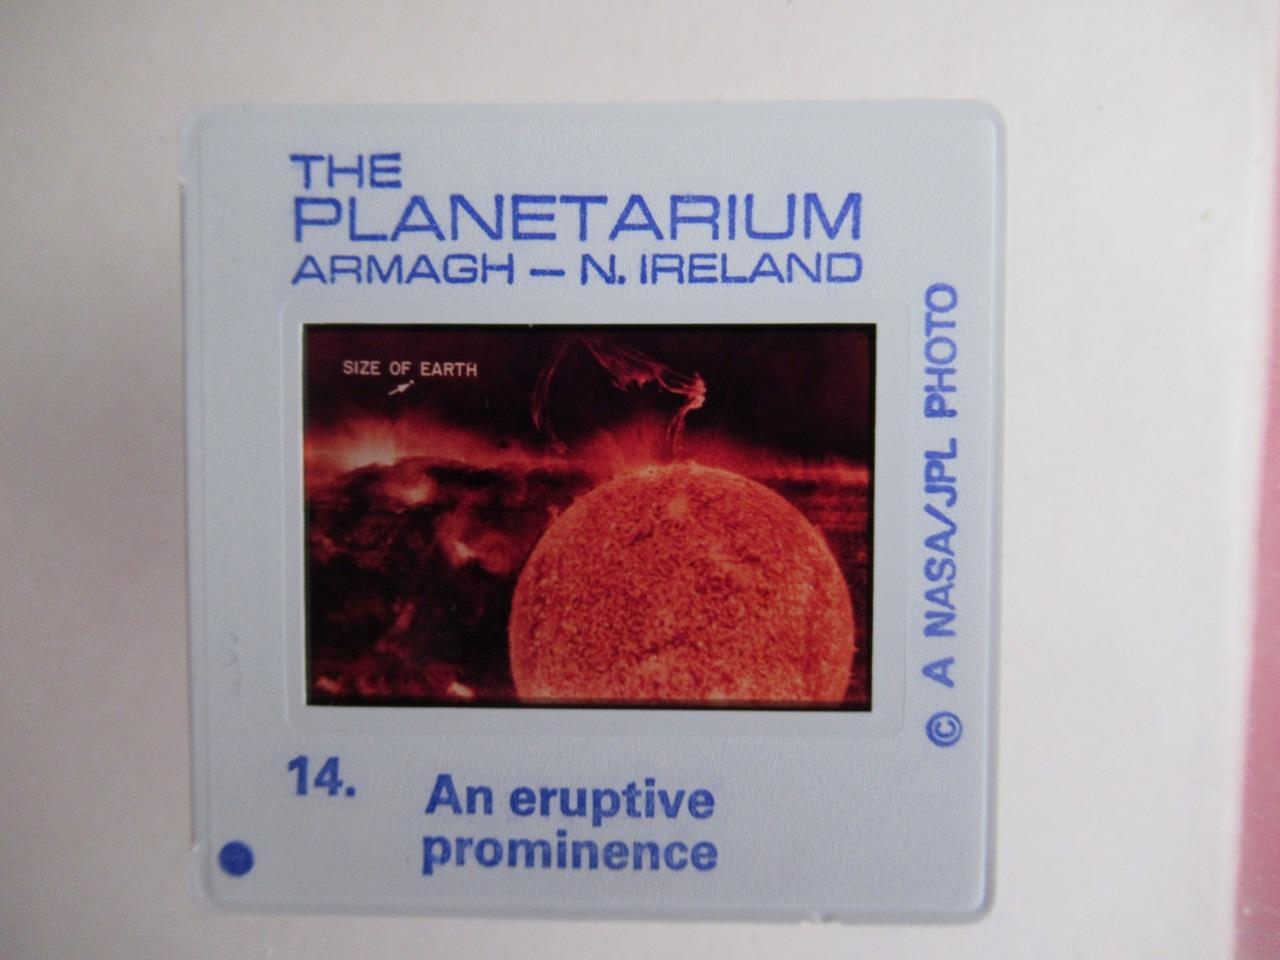 THE
PLANETARIUM
ARMAGH – N. IRELAND
SIZE OF EARTH
© A NASA/JPL PHOTO
14.
An eruptive
prominence